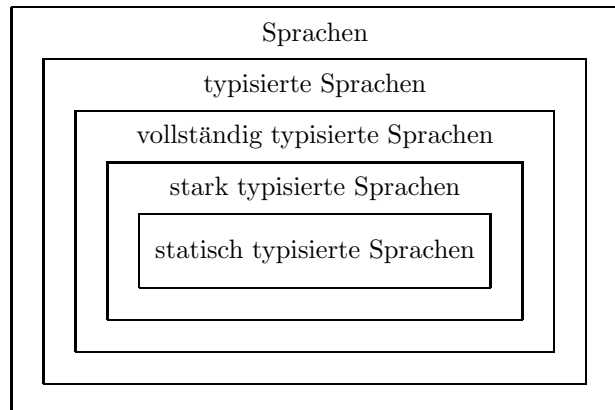 Sprachen
typisierte Sprachen
vollständig typisierte Sprachen
stark typisierte Sprachen
statisch typisierte Sprachen